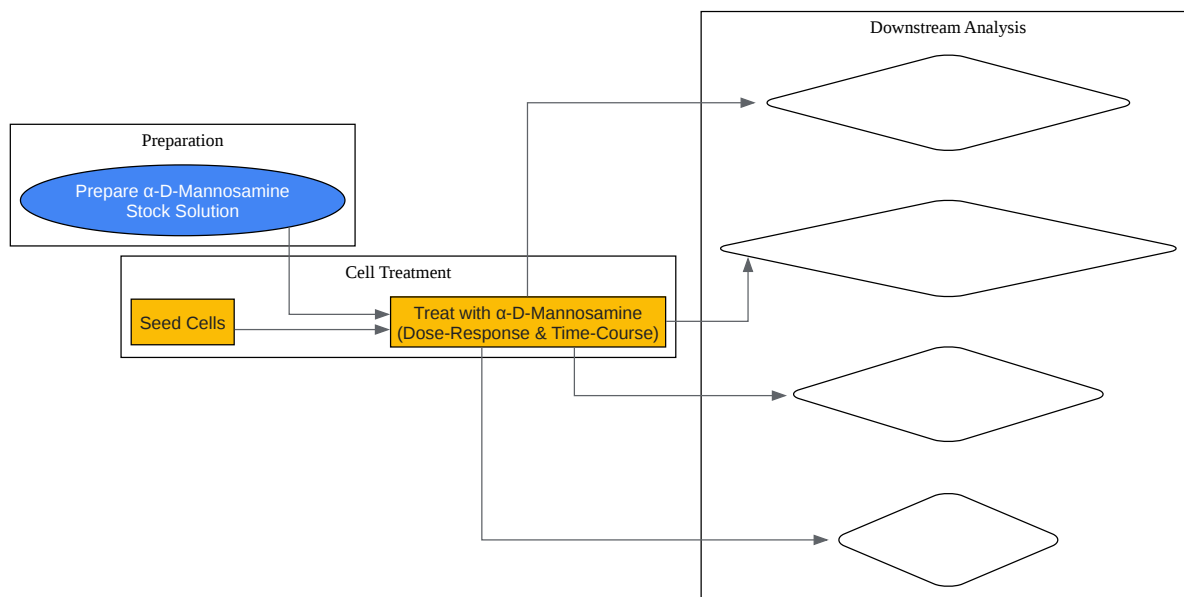 Downstream Analysis
Preparation
Prepare α-D-Mannosamine
Stock Solution
Cell Treatment
Seed Cells
Treat with α-D-Mannosamine
(Dose-Response & Time-Course)